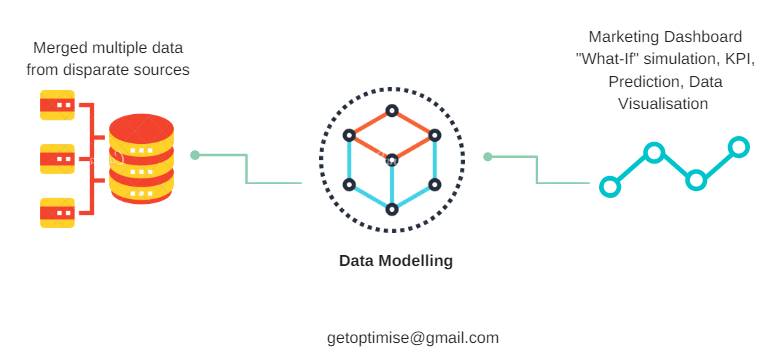 Merged multiple data
from disparate sources
Marketing Dashboard
"What-If" simulation, KPI,
Prediction, Data
Visualisation
Data Modelling
getoptimise@gmail.com